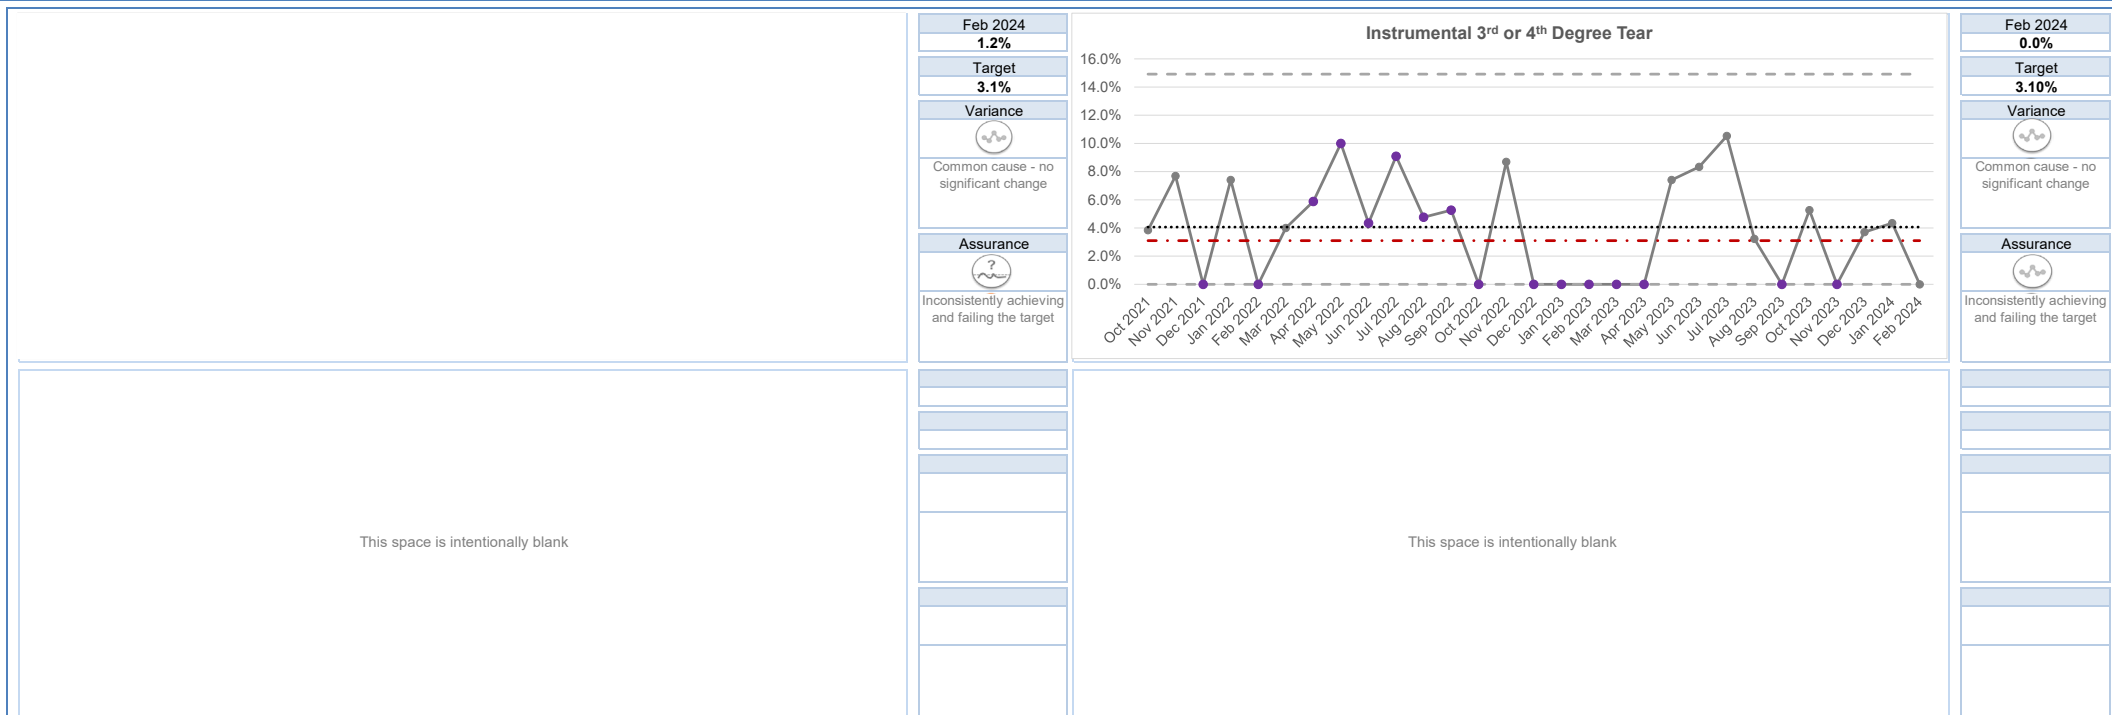 Feb 2024
1.2%
Target
3.1%
Variance
Common cause - no
significant change
Assurance
?
Inconsistently achieving
and failing the target
Instrumental 3rd or 4th Degree Tear
16.0%
14.0%
12.0%
10.0%
8.0%
6.0%
4.0%
2.0%
0.0%
Oct 2021
Nov 2021
Dec 2021
Jan 2022
Feb 2022
Mar 2022
Apr 2022
May 2022
Jun 2022
Jul 2022
Aug 2022
Sep 2022
Oct 2022
Nov 2022
Dec 2022
Jan 2023
Feb 2023
Mar 2023
Apr 2023
May 2023
Jun 2023
Jul 2023
Aug 2023
Sep 2023
Oct 2023
Nov 2023
Dec 2023
Jan 2024
Feb 2024
Feb 2024
0.0%
Target
3.10%
Variance
Common cause - no
significant change
Assurance
Inconsistently achieving
and failing the target
This space is intentionally blank
This space is intentionally blank